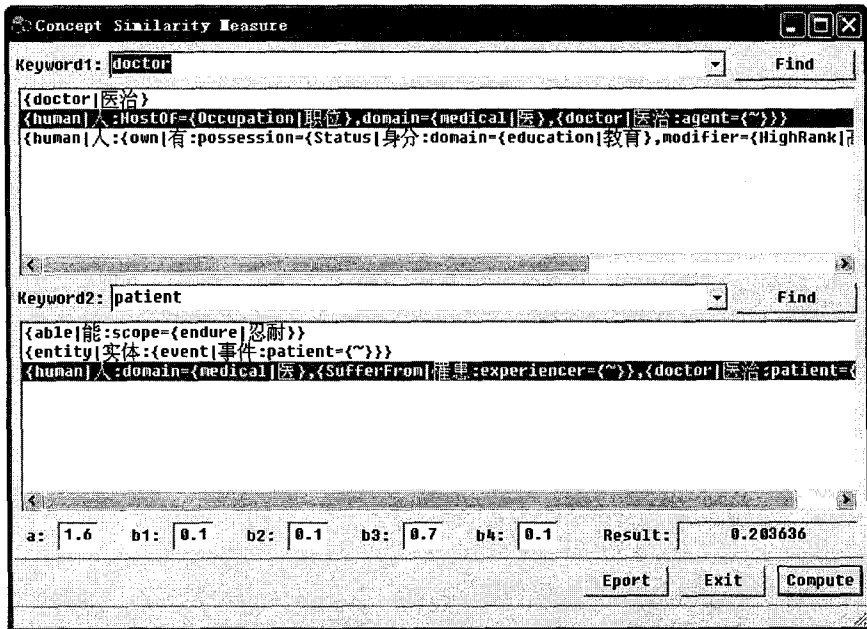 Concept Similarity Measure
Keyword1: doctor Find
{doctor|医治}
{human|人:HostOf={Occupation|职位},domain={medical|医},{doctor|医治:agent={~}}}
{human|人:{own|有:possession={Status|身分:domain={education|教育},modifier={HighRank|高
Keyword2: patient Find
{able|能:scope={endure|忍耐}}
{entity|实体:{event|事件:patient={~}}}
{human|人:domain={medical|医},{SufferFrom|罹患:experiencer={~}},{doctor|医治:patient={
a: 1.6 b1: 0.1 b2: 0.1 b3: 0.7 b4: 0.1 Result: 0.203636
Eport Exit Compute